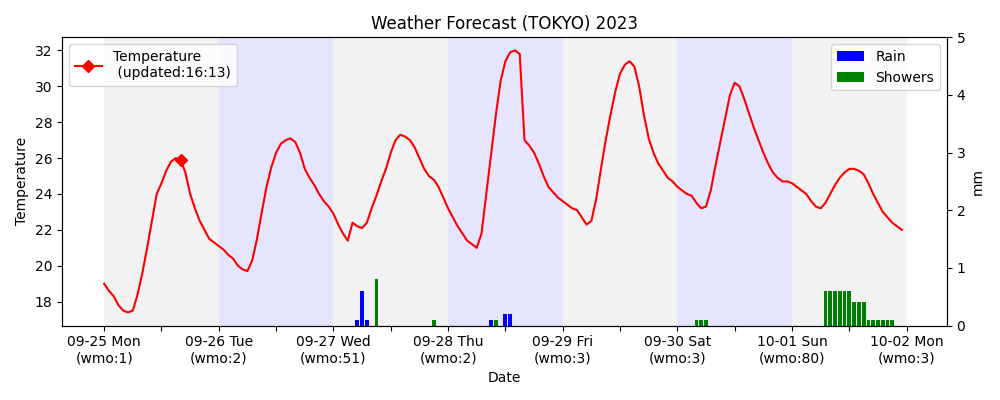 Weather Forecast (TOKYO) 2023
Temperature
(updated:16:13)
Rain
Showers
Temperature
32
30
28
26
24
22
20
18
5
4
3
2
1
0
mm
09-25 Mon
(wmo:1)
09-26 Tue
(wmo:2)
09-27 Wed
(wmo:51)
09-28 Thu
(wmo:2)
09-29 Fri
(wmo:3)
09-30 Sat
(wmo:3)
10-01 Sun
(wmo:80)
10-02 Mon
(wmo:3)
Date